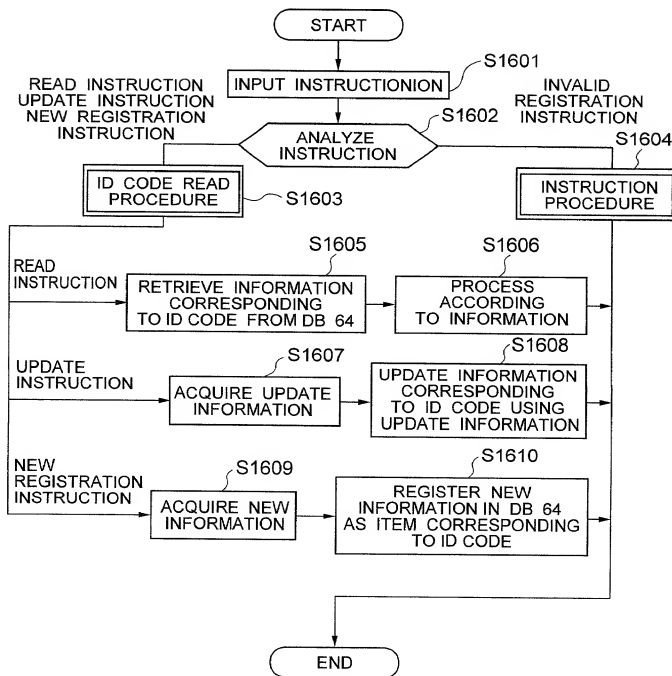 START
S1601
INPUT INSTRUCTIONION
READ INSTRUCTION
UPDATE INSTRUCTION
NEW REGISTRATION
INSTRUCTION
S1602
ANALYZE
INSTRUCTION
INVALID
REGISTRATION
INSTRUCTION
S1604
ID CODE READ
PROCEDURE
S1603
INSTRUCTION
PROCEDURE
READ
INSTRUCTION
S1605
RETRIEVE INFORMATION
CORRESPONDING
TO ID CODE FROM DB 64
S1606
PROCESS
ACCORDING
TO INFORMATION
UPDATE
INSTRUCTION
S1607
ACQUIRE UPDATE
INFORMATION
S1608
UPDATE INFORMATION
CORRESPONDING
TO ID CODE USING
UPDATE INFORMATION
NEW
REGISTRATION
INSTRUCTION
S1609
ACQUIRE NEW
INFORMATION
S1610
REGISTER NEW
INFORMATION IN DB 64
AS ITEM CORRESPONDING
TO ID CODE
END